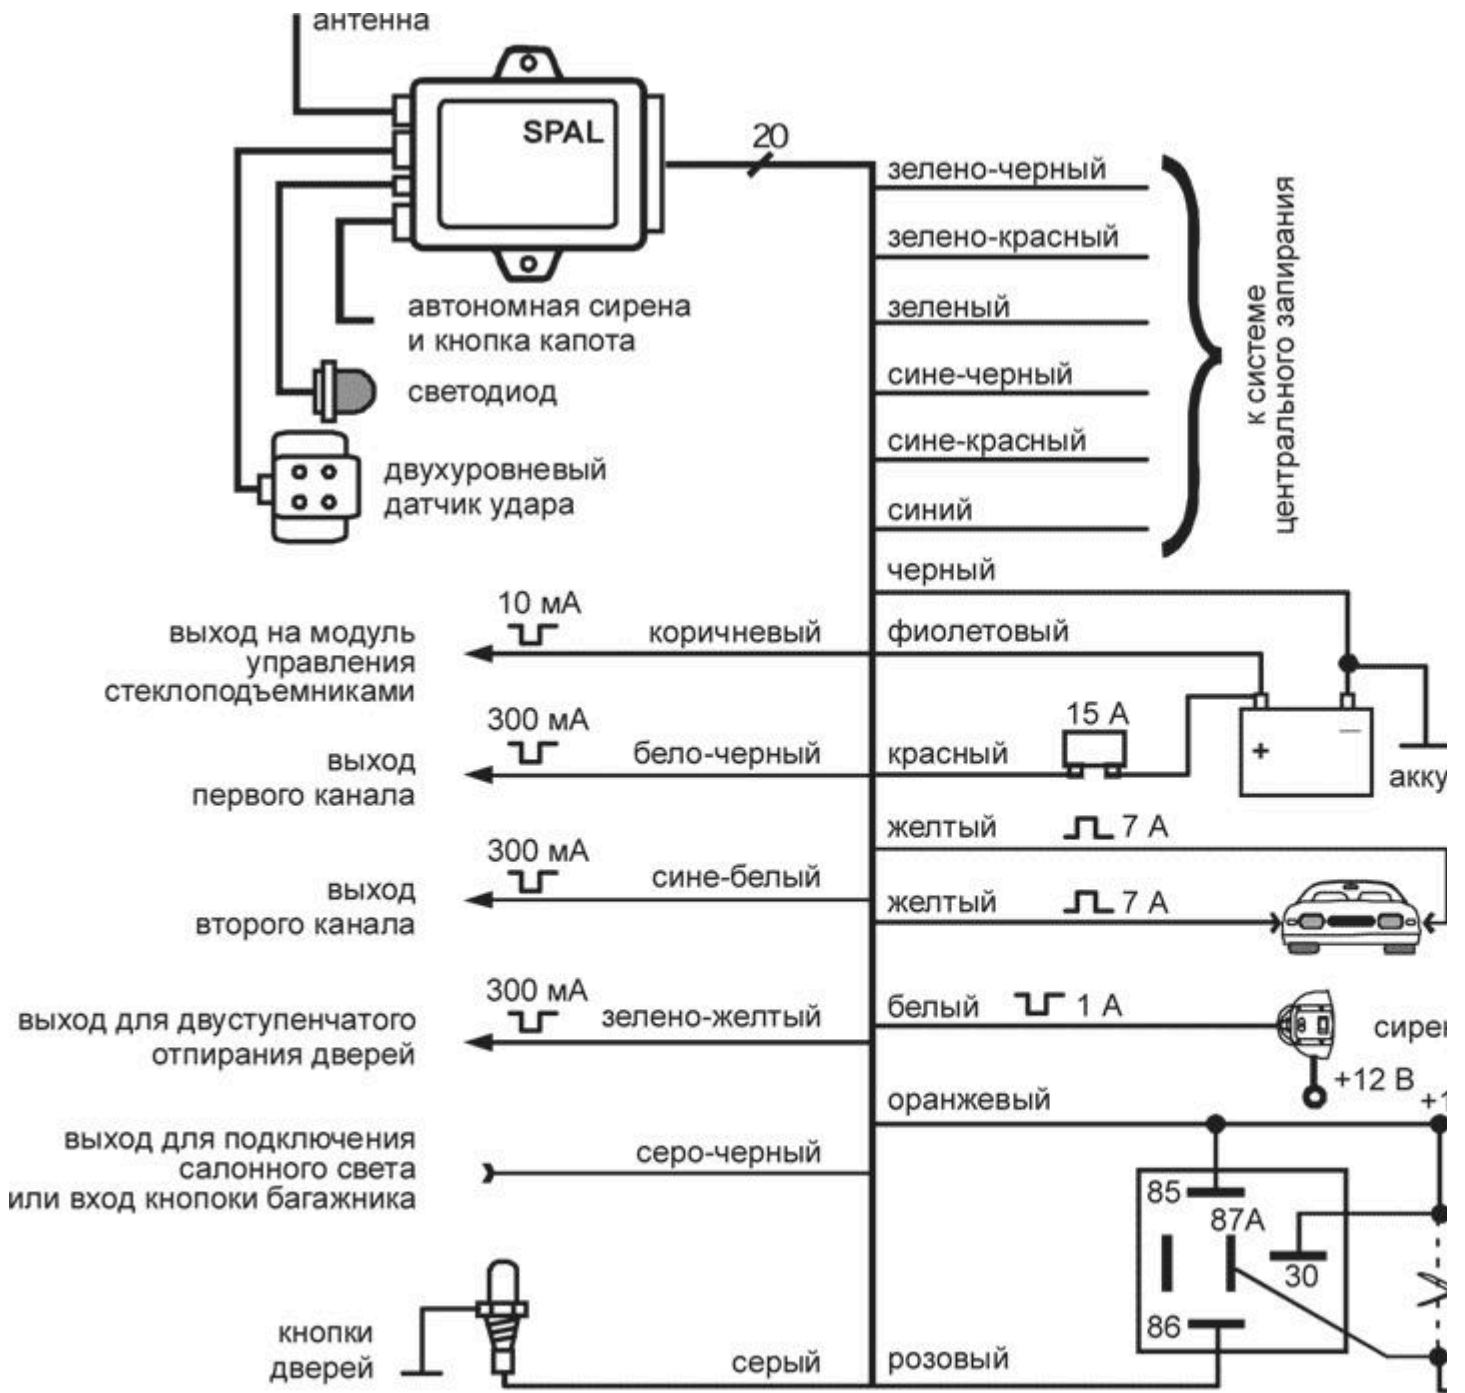 антенна
SPAL
20
зелено-черный
зелено-красный
зеленый
сине-черный
сине-красный
синий
к системе
центрального запирания
автономная сирена
и кнопка капота
светодиод
двухуровневый
датчик удара
черный
10 мА
выход на модуль
управления
стеклоподъемниками
коричневый
фиолетовый
300 мА
выход
первого канала
бело-черный
красный
15 А
+
–
акку
300 мА
выход
второго канала
сине-белый
желтый
7 А
желтый
7 А
300 мА
выход для двуступенчатого
отпирания дверей
зелено-желтый
белый
1 А
сирен
+12 В
+1
оранжевый
выход для подключения
салонного света
или вход кнопоки багажника
серо-черный
85
87А
30
86
кнопки
дверей
серый
розовый